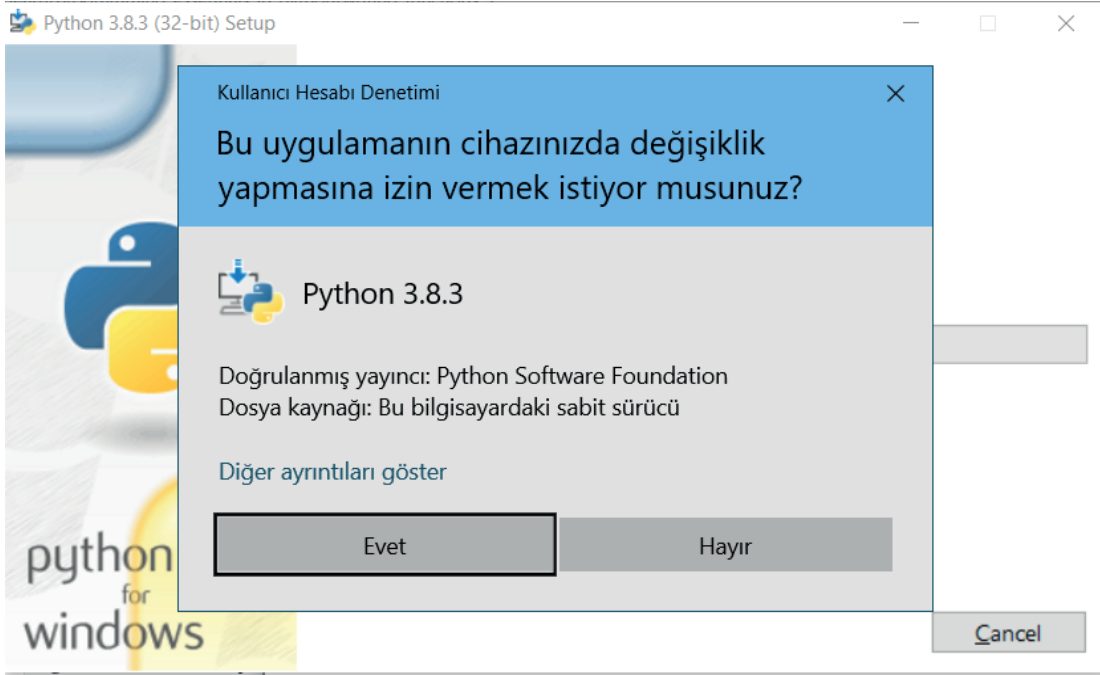 Python 3.8.3 (32-bit) Setup
Kullanıcı Hesabı Denetimi
Bu uygulamanın cihazınızda değişiklik
yapmasına izin vermek istiyor musunuz?
Python 3.8.3
Doğrulanmış yayıncı: Python Software Foundation
Dosya kaynağı: Bu bilgisayardaki sabit sürücü
Diğer ayrıntıları göster
Evet
Hayır
python
for
windows
Cancel